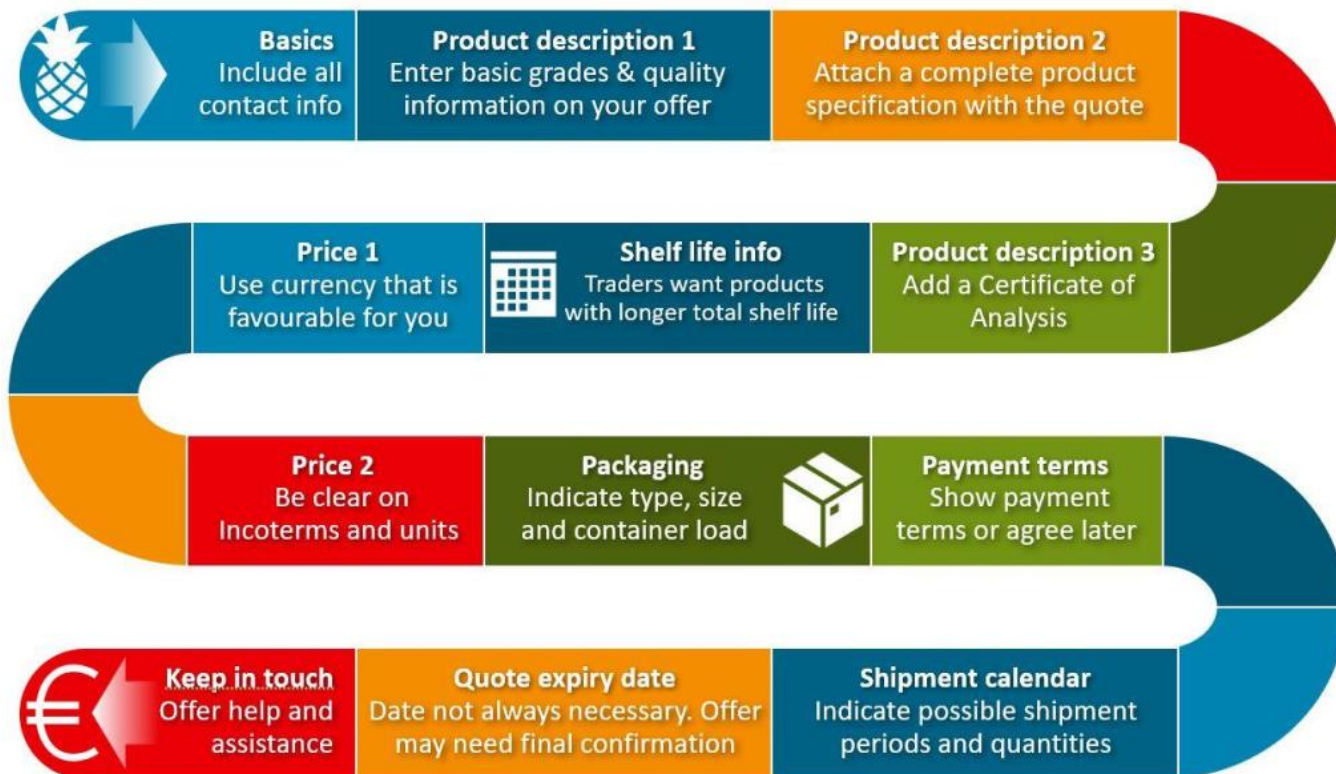 Basics
Include all
contact info
Product description 1
Enter basic grades & quality
information on your offer
Product description 2
Attach a complete product
specification with the quote
Product description 3
Add a Certificate of
Analysis
Shelf life info
Traders want products
with longer total shelf life
Price 1
Use currency that is
favourable for you
Price 2
Be clear on
Incoterms and units
Packaging
Indicate type, size
and container load
Payment terms
Show payment
terms or agree later
Shipment calendar
Indicate possible shipment
periods and quantities
Quote expiry date
Date not always necessary. Offer
may need final confirmation
Keep in touch
Offer help and
assistance
€